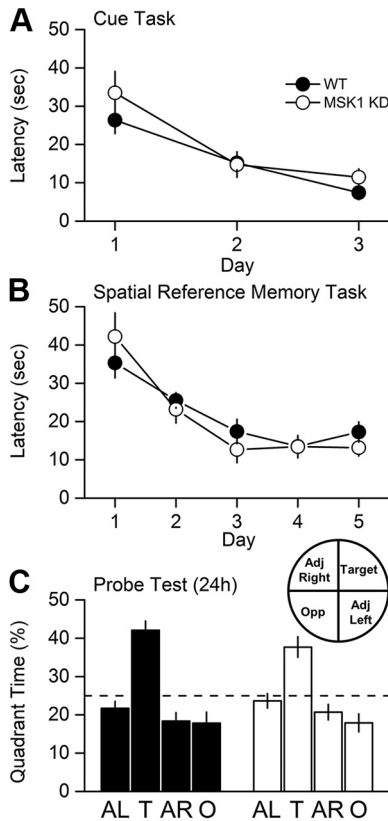 A Cue Task
50
40
30
20
10
0
Latency (sec)
WT
MSK1 KD
1 2 3
Day
B Spatial Reference Memory Task
50
40
30
20
10
0
Latency (sec)
1 2 3 4 5
Day
C Probe Test (24h)
Adj Right
Target
Opp
Adj Left
50
40
30
20
10
0
Quadrant Time (%)
AL T AR O AL T AR O